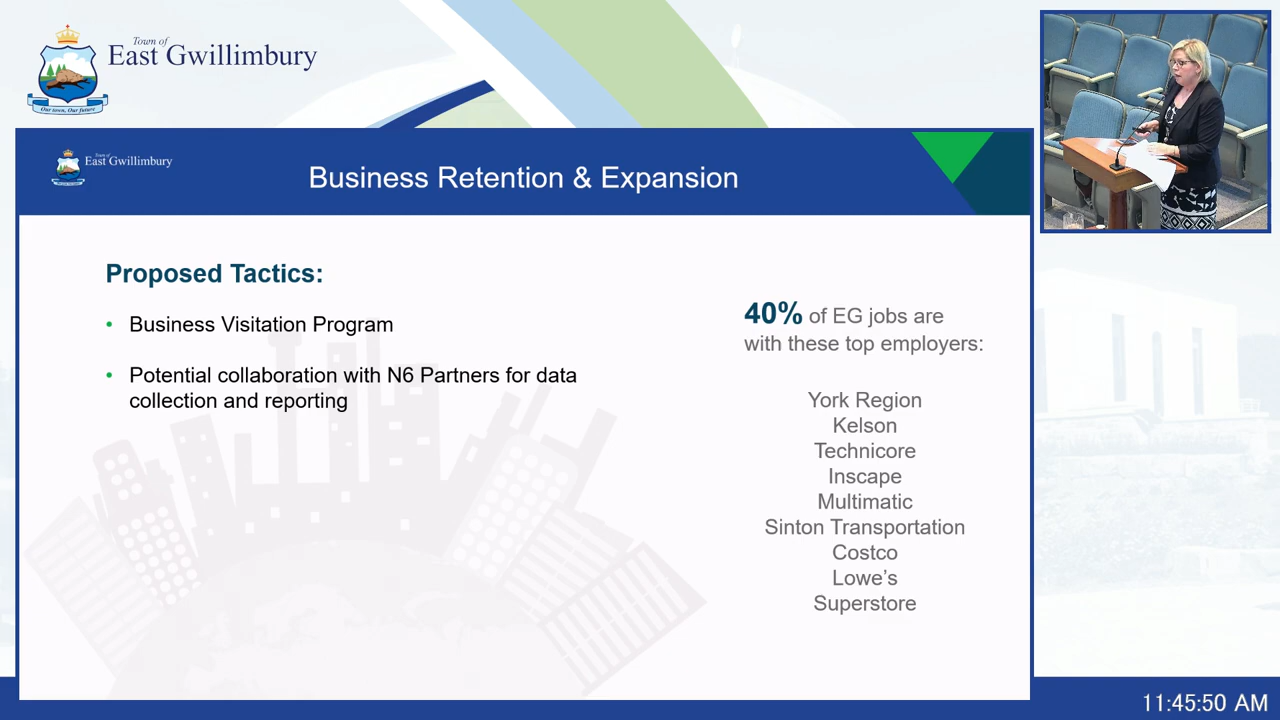 Town of
East Gwillimbury
Our town, Our future
Town of
East Gwillimbury
Business Retention & Expansion
Proposed Tactics:
• Business Visitation Program
• Potential collaboration with N6 Partners for data
collection and reporting
40% of EG jobs are
with these top employers:
York Region
Kelson
Technicore
Inscape
Multimatic
Sinton Transportation
Costco
Lowe's
Superstore
11:45:50 AM